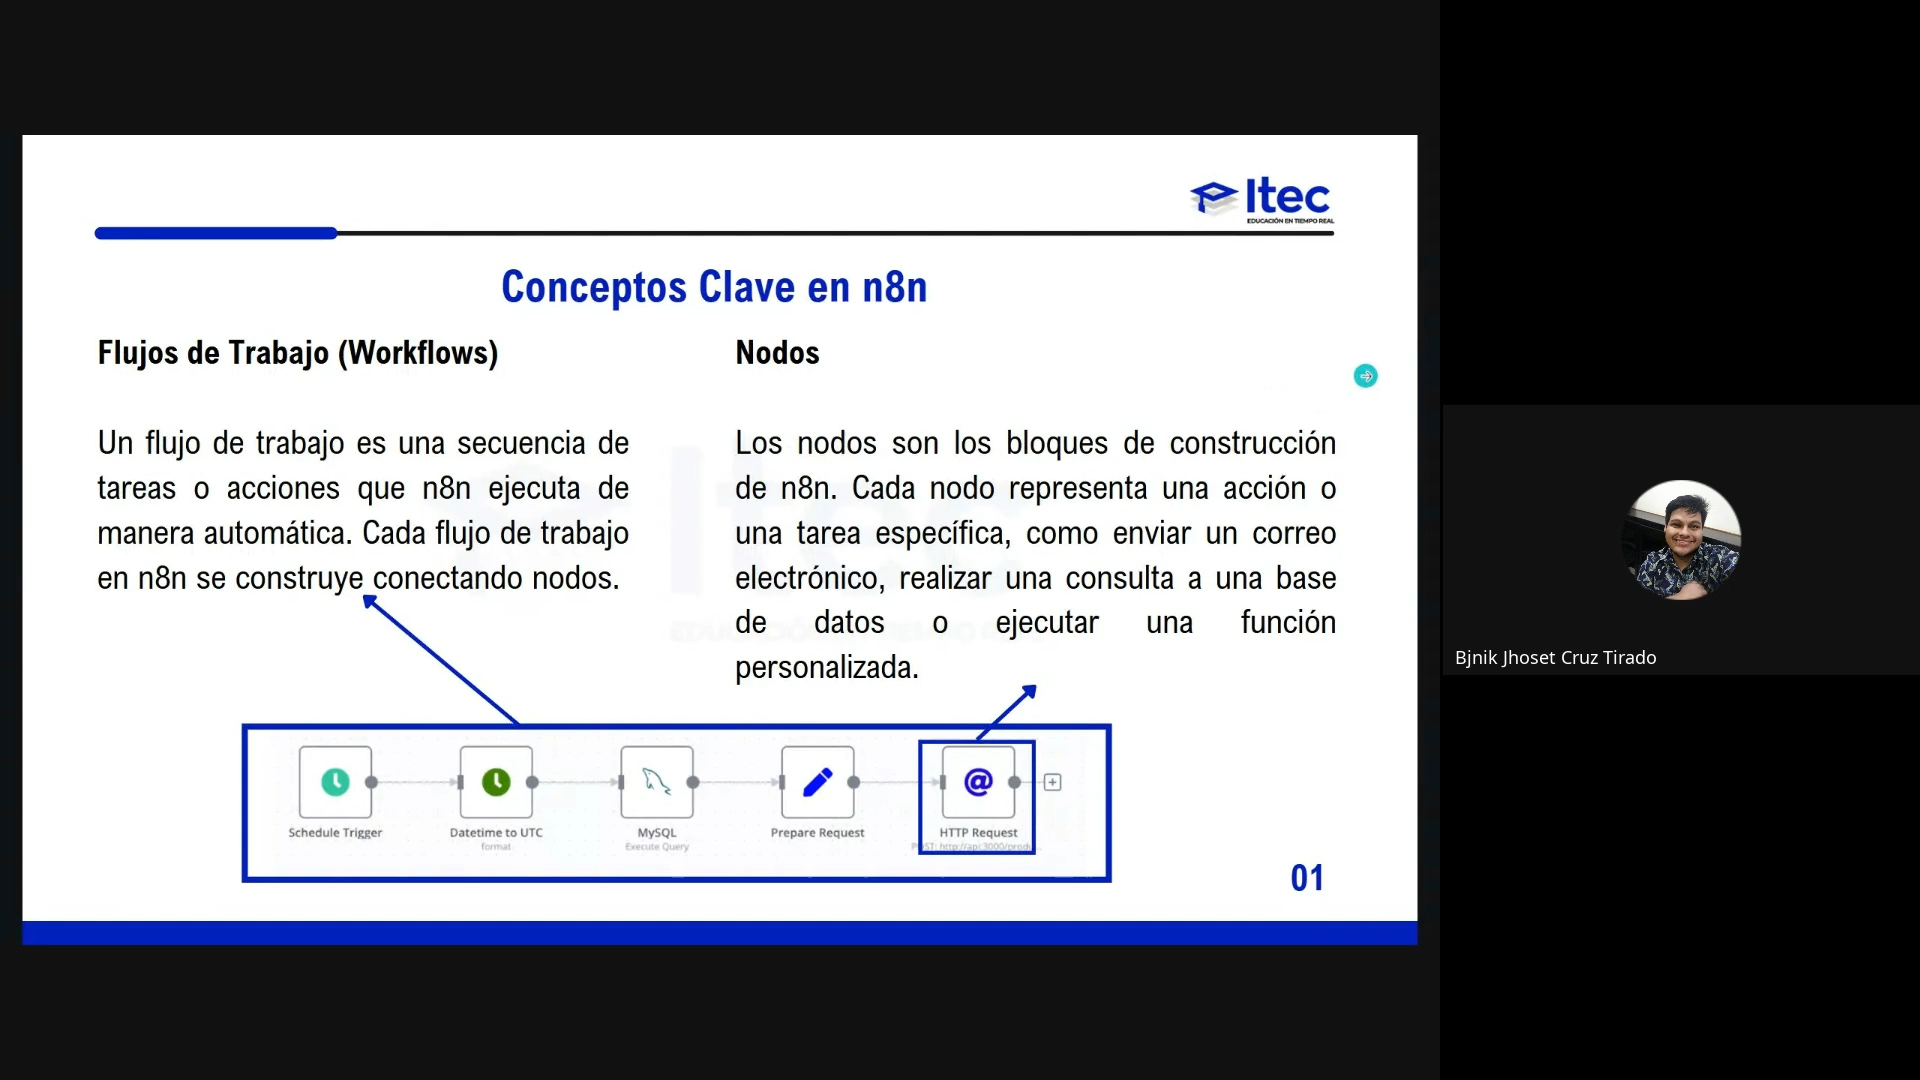 Itec
EDUCACIÓN EN TIEMPO REAL
Conceptos Clave en n8n
Flujos de Trabajo (Workflows)
Un flujo de trabajo es una secuencia de
tareas o acciones que n8n ejecuta de
manera automática. Cada flujo de trabajo
en n8n se construye conectando nodos.
Nodos
Los nodos son los bloques de construcción
de n8n. Cada nodo representa una acción o
una tarea específica, como enviar un correo
electrónico, realizar una consulta a una base
de datos o ejecutar una función
personalizada.
Schedule Trigger
Datetime to UTC
format
MySQL
Execute Query
Prepare Request
HTTP Request
01
Bjnik Jhoset Cruz Tirado